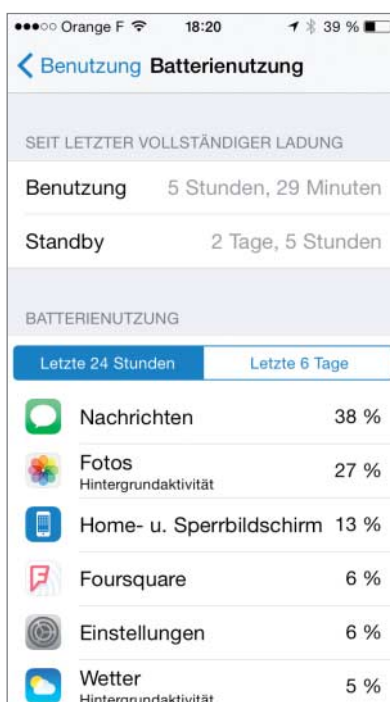 Orange F 18:20 39 %
Benutzung Batterienutzung
SEIT LETZTER VOLLSTÄNDIGER LADUNG
Benutzung 5 Stunden, 29 Minuten
Standby 2 Tage, 5 Stunden
BATTERIENUTZUNG
Letzte 24 Stunden Letzte 6 Tage
Nachrichten 38 %
Fotos 27 %
Hintergrundaktivität
Home- u. Sperrbildschirm 13 %
Foursquare 6 %
Einstellungen 6 %
Wetter 5 %
Hintergrundaktivität